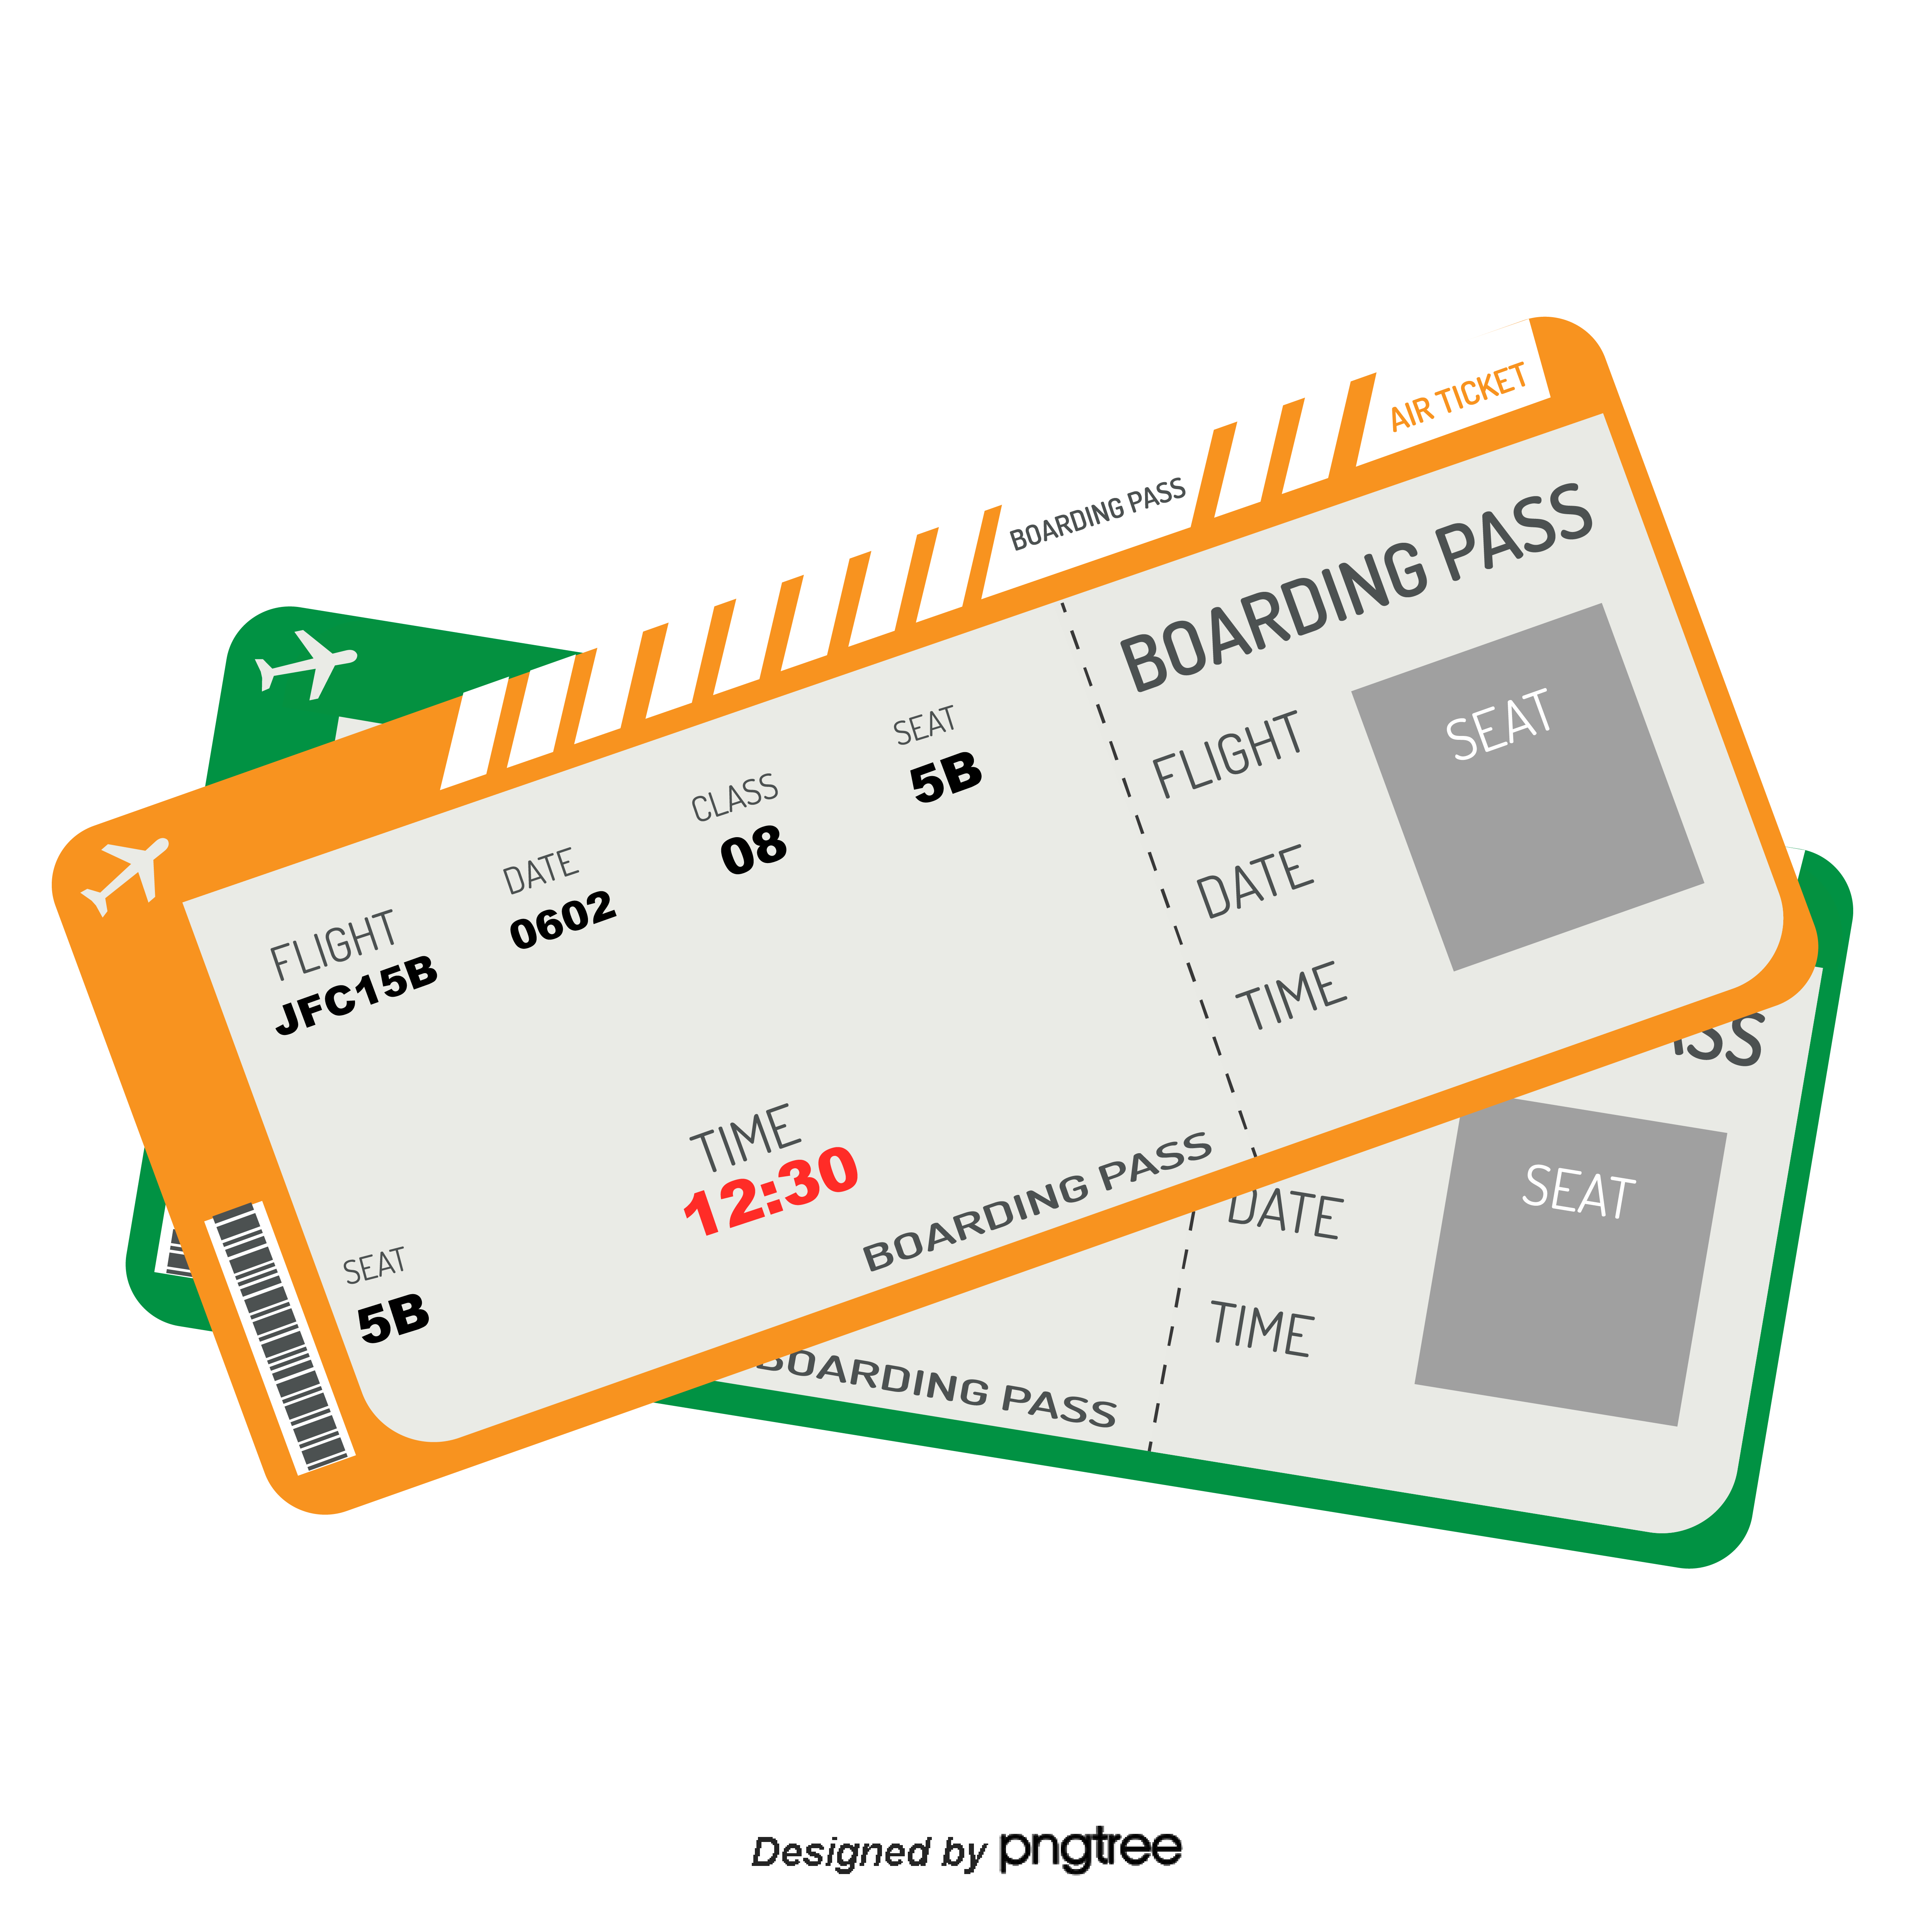 AIR TICKET
BOARDING PASS
BOARDING PASS
FLIGHT
JFC15B
DATE
0602
CLASS
08
SEAT
5B
TIME
12:30
SEAT
5B
BOARDING PASS
FLIGHT
DATE
TIME
SEAT
SS
DATE
TIME
SEAT
BOARDING PASS
Designed by pngtree